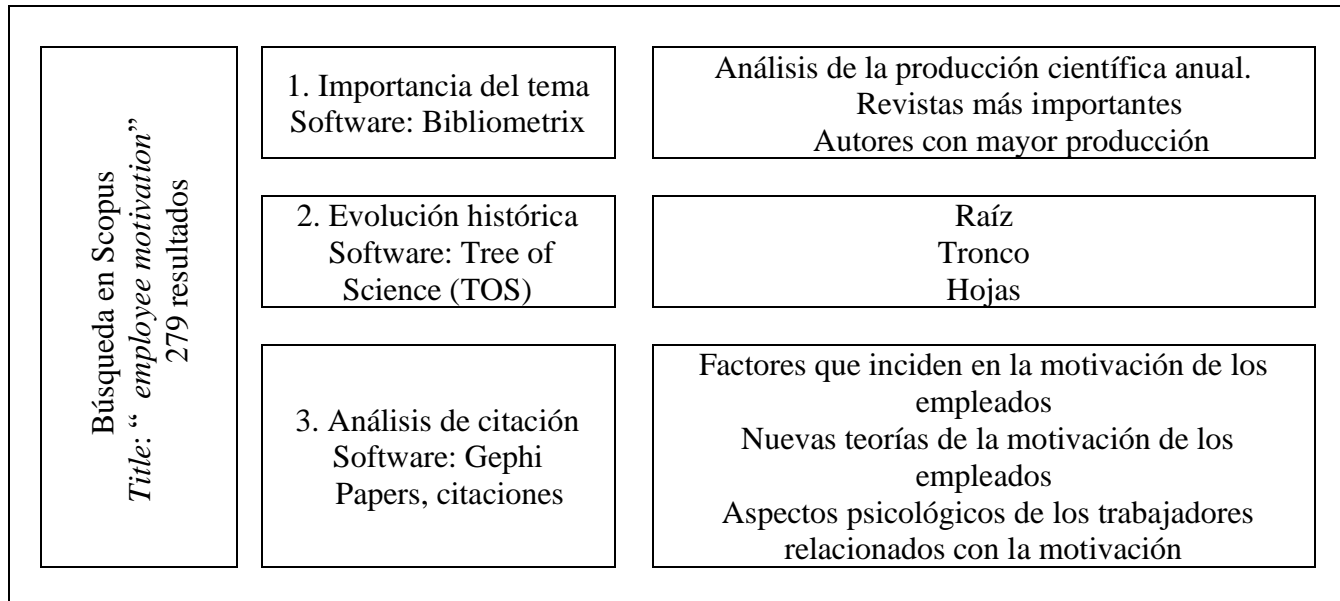 Búsqueda en Scopus
Title: “ employee motivation”
279 resultados
1. Importancia del tema
Software: Bibliometrix
Análisis de la producción científica anual.
Revistas más importantes
Autores con mayor producción
2. Evolución histórica
Software: Tree of
Science (TOS)
Raíz
Tronco
Hojas
3. Análisis de citación
Software: Gephi
Papers, citaciones
Factores que inciden en la motivación de los
empleados
Nuevas teorías de la motivación de los
empleados
Aspectos psicológicos de los trabajadores
relacionados con la motivación